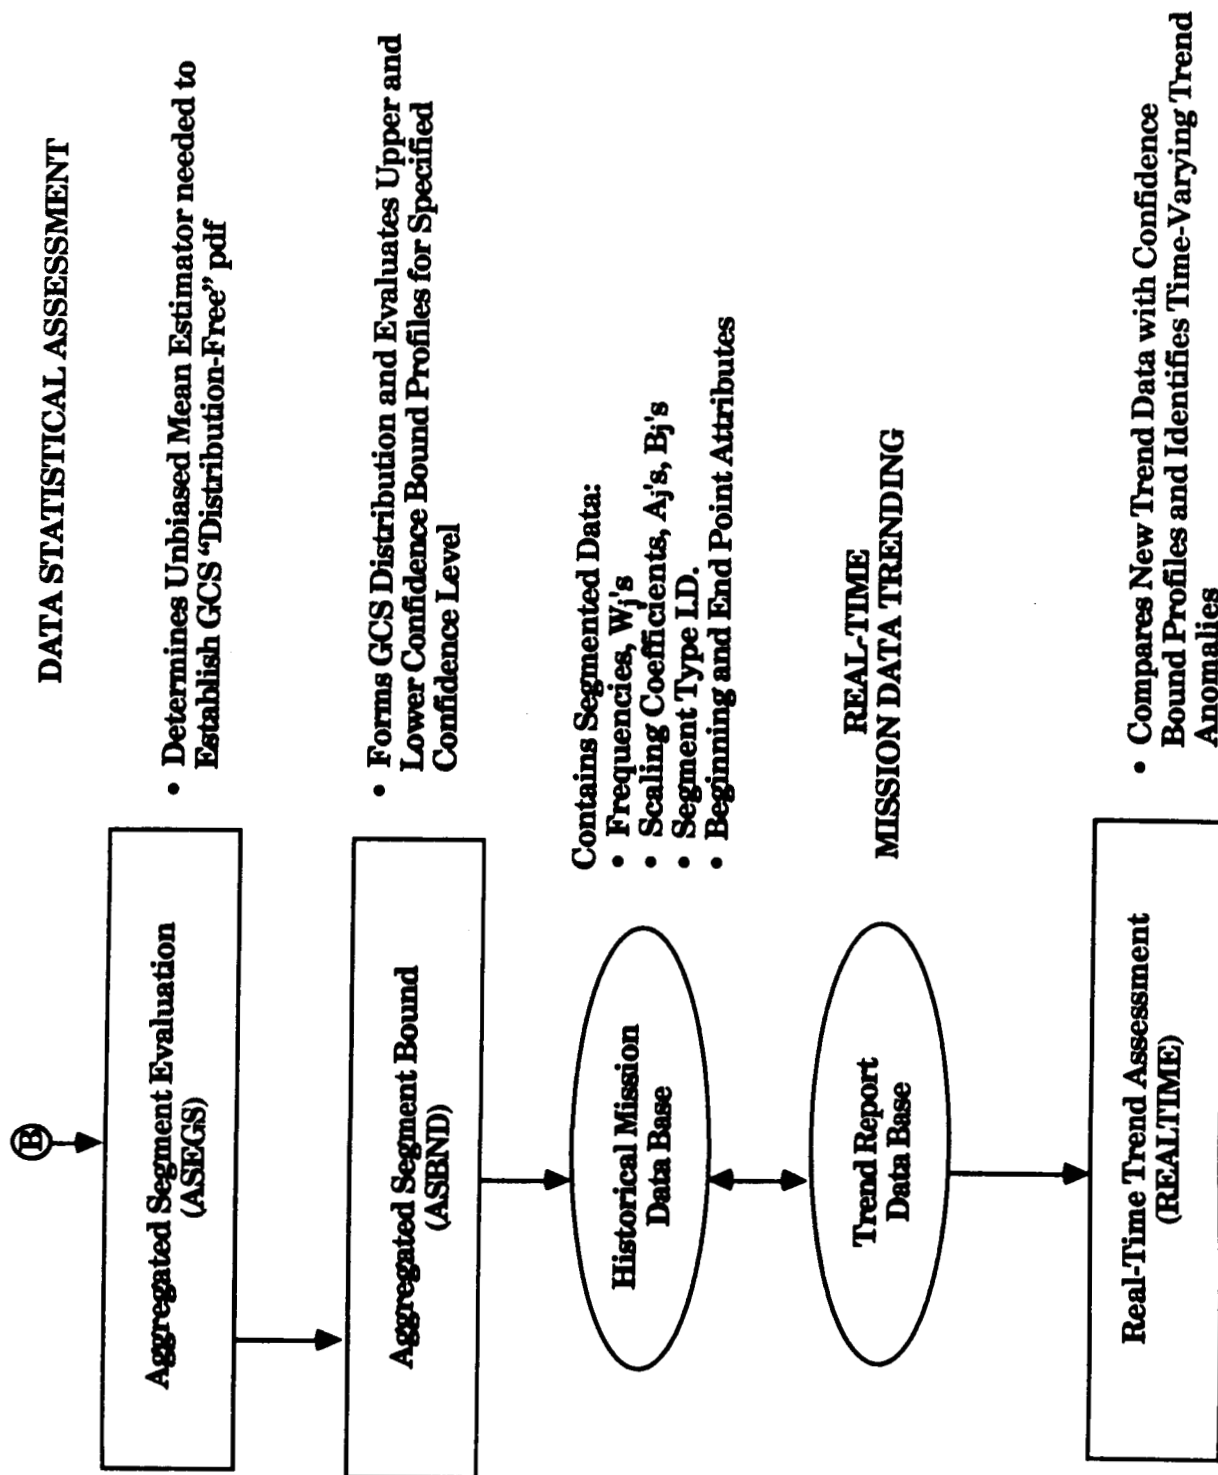 B
DATA STATISTICAL ASSESSMENT
Aggregated Segment Evaluation
(ASEGS)
• Determines Unbiased Mean Estimator needed to
Establish GCS “Distribution-Free” pdf
Aggregated Segment Bound
(ASBND)
• Forms GCS Distribution and Evaluates Upper and
Lower Confidence Bound Profiles for Specified
Confidence Level
Historical Mission
Data Base
Contains Segmented Data:
• Frequencies, Wj's
• Scaling Coefficients, Aj's, Bj's
• Segment Type I.D.
• Beginning and End Point Attributes
Trend Report
Data Base
REAL-TIME
MISSION DATA TRENDING
Real-Time Trend Assessment
(REALTIME)
• Compares New Trend Data with Confidence
Bound Profiles and Identifies Time-Varying Trend
Anomalies